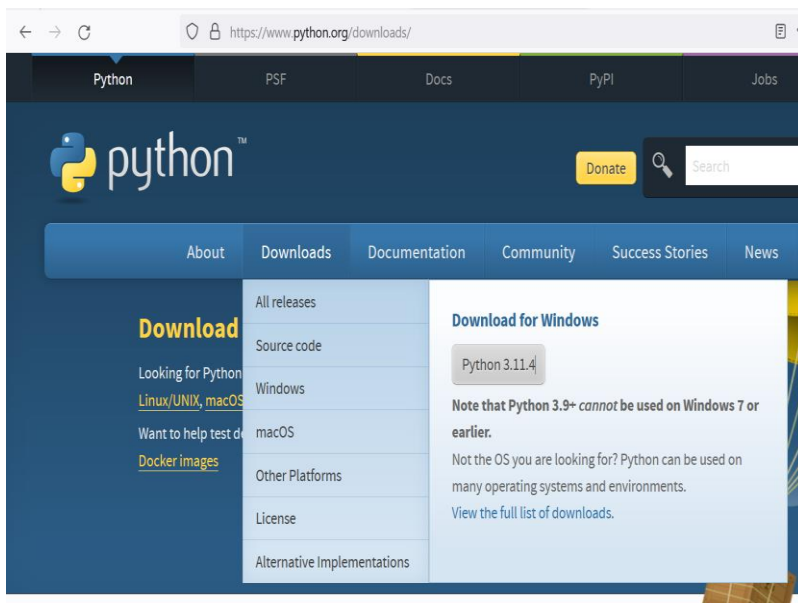 https://www.python.org/downloads/
Python PSF Docs PyPI Jobs
python™
Donate Search
About Downloads Documentation Community Success Stories News
Download
Looking for Python
Linux/UNIX, macOS
Want to help test
Docker images
All releases
Source code
Windows
macOS
Other Platforms
License
Alternative Implementations
Download for Windows
Python 3.11.4
Note that Python 3.9+ cannot be used on Windows 7 or
earlier.
Not the OS you are looking for? Python can be used on
many operating systems and environments.
View the full list of downloads.